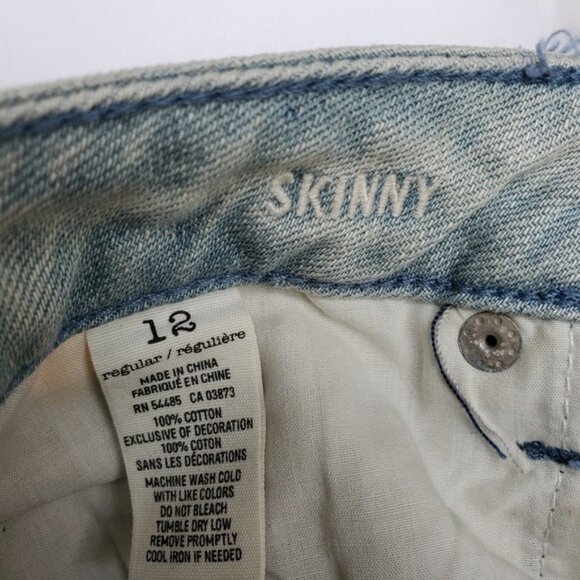 SKINNY
12
regular / régulière
MADE IN CHINA
FABRIQUÉ EN CHINE
RN 54485 CA 03873
100% COTTON
EXCLUSIVE OF DECORATION
100% COTON
SANS LES DÉCORATIONS
MACHINE WASH COLD
WITH LIKE COLORS
DO NOT BLEACH
TUMBLE DRY LOW
REMOVE PROMPTLY
COOL IRON IF NEEDED